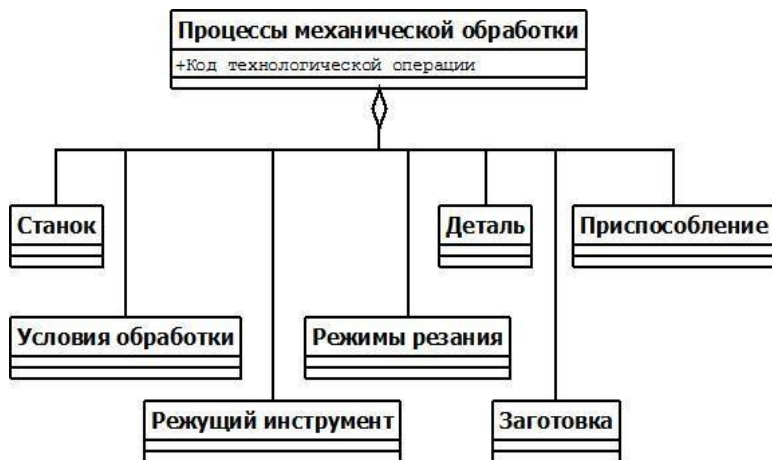 Процессы механической обработки
+Код технологической операции
Станок
Деталь
Приспособление
Условия обработки
Режимы резания
Режущий инструмент
Заготовка